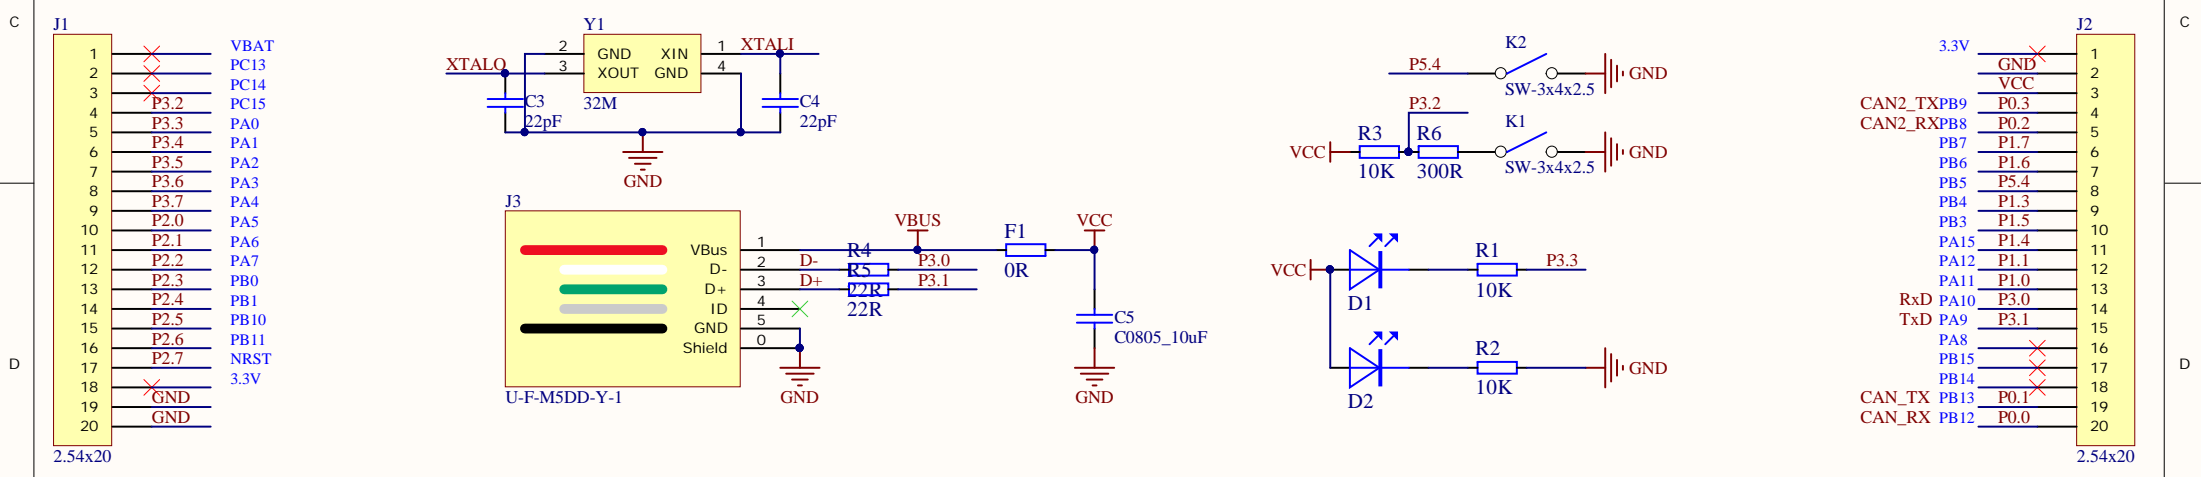 C
D
J1
1 VBAT
2 PC13
3 PC14
4 P3.2 PC15
5 P3.3 PA0
6 P3.4 PA1
7 P3.5 PA2
8 P3.6 PA3
9 P3.7 PA4
10 P2.0 PA5
11 P2.1 PA6
12 P2.2 PA7
13 P2.3 PB0
14 P2.4 PB1
15 P2.5 PB10
16 P2.6 PB11
17 P2.7 NRST
18 3.3V
19 GND
20 GND
2.54x20
Y1
XTALO 2 GND XIN 1 XTALI
3 XOUT GND 4
32M
C3
22pF
C4
22pF
GND
J3
VBus 1
D- 2 D- R4 P3.0
D+ 3 D+ R5 P3.1
22R
22R
ID 4
GND 5
Shield 0
U-F-M5DD-Y-1
GND
VBUS
F1
0R
VCC
C5
C0805_10uF
GND
K2
P5.4 GND
SW-3x4x2.5
P3.2
K1
VCC R3 R6 GND
10K 300R SW-3x4x2.5
VCC D1 R1 P3.3
10K
D2 R2 GND
10K
J2
3.3V 1
GND 2
VCC 3
CAN2_TX PB9 P0.3 4
CAN2_RX PB8 P0.2 5
PB7 P1.7 6
PB6 P1.6 7
PB5 P5.4 8
PB4 P1.3 9
PB3 P1.5 10
PA15 P1.4 11
PA12 P1.1 12
PA11 P1.0 13
RxD PA10 P3.0 14
TxD PA9 P3.1 15
PA8 16
PB15 17
PB14 18
CAN_TX PB13 P0.1 19
CAN_RX PB12 P0.0 20
2.54x20
C
D